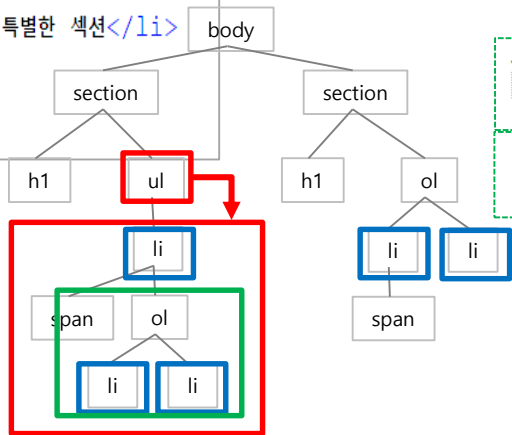 특별한 섹션</li>
body
section
section
h1
ul
h1
ol
li
li
li
span
ol
span
li
li